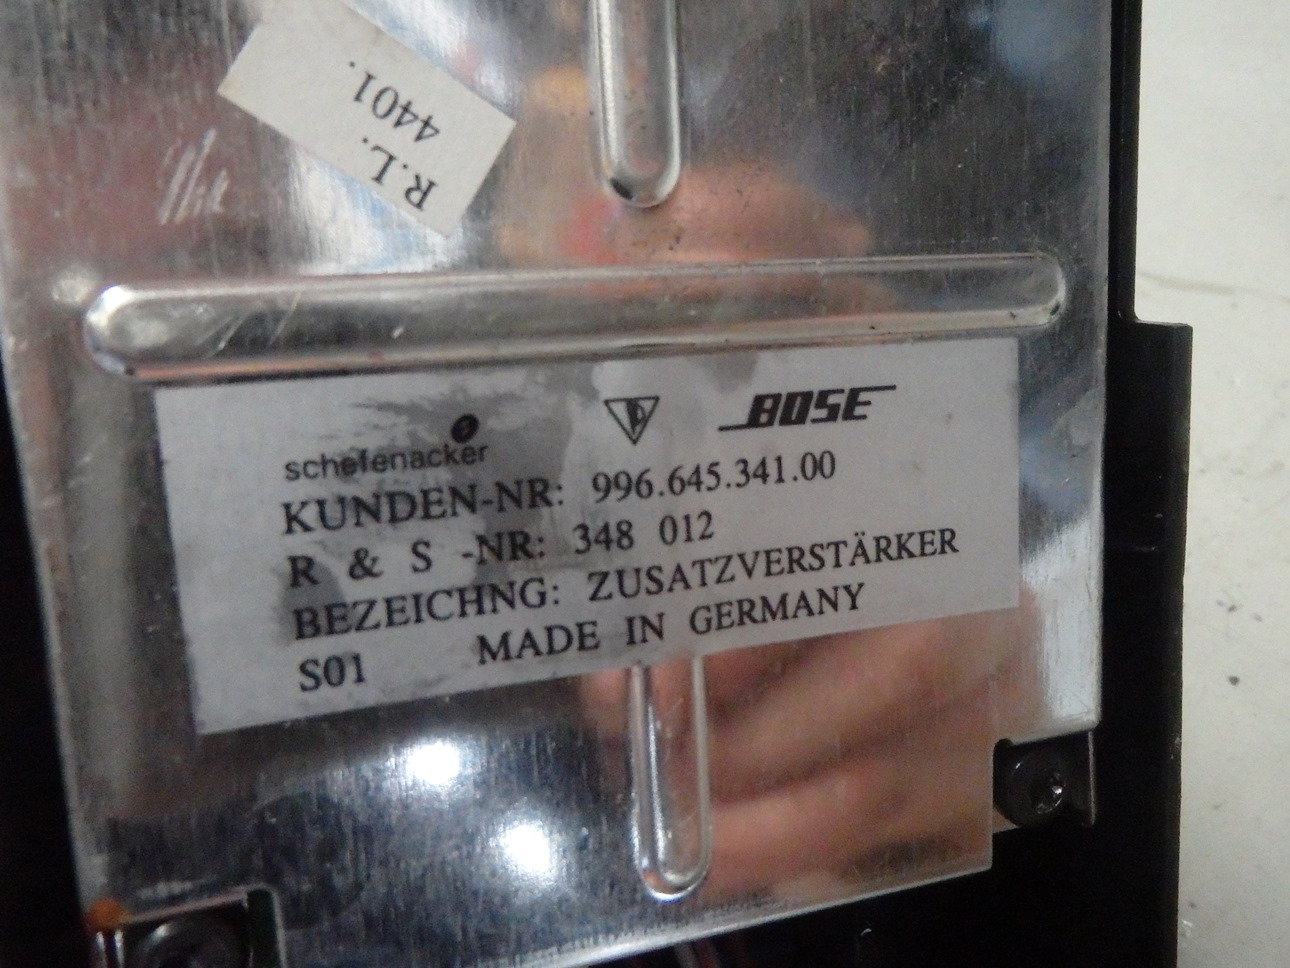 R.L.
4401.
schefenacker
BOSE
KUNDEN-NR: 996.645.341.00
R & S -NR: 348 012
BEZEICHNG: ZUSATZVERSTÄRKER
S01 MADE IN GERMANY